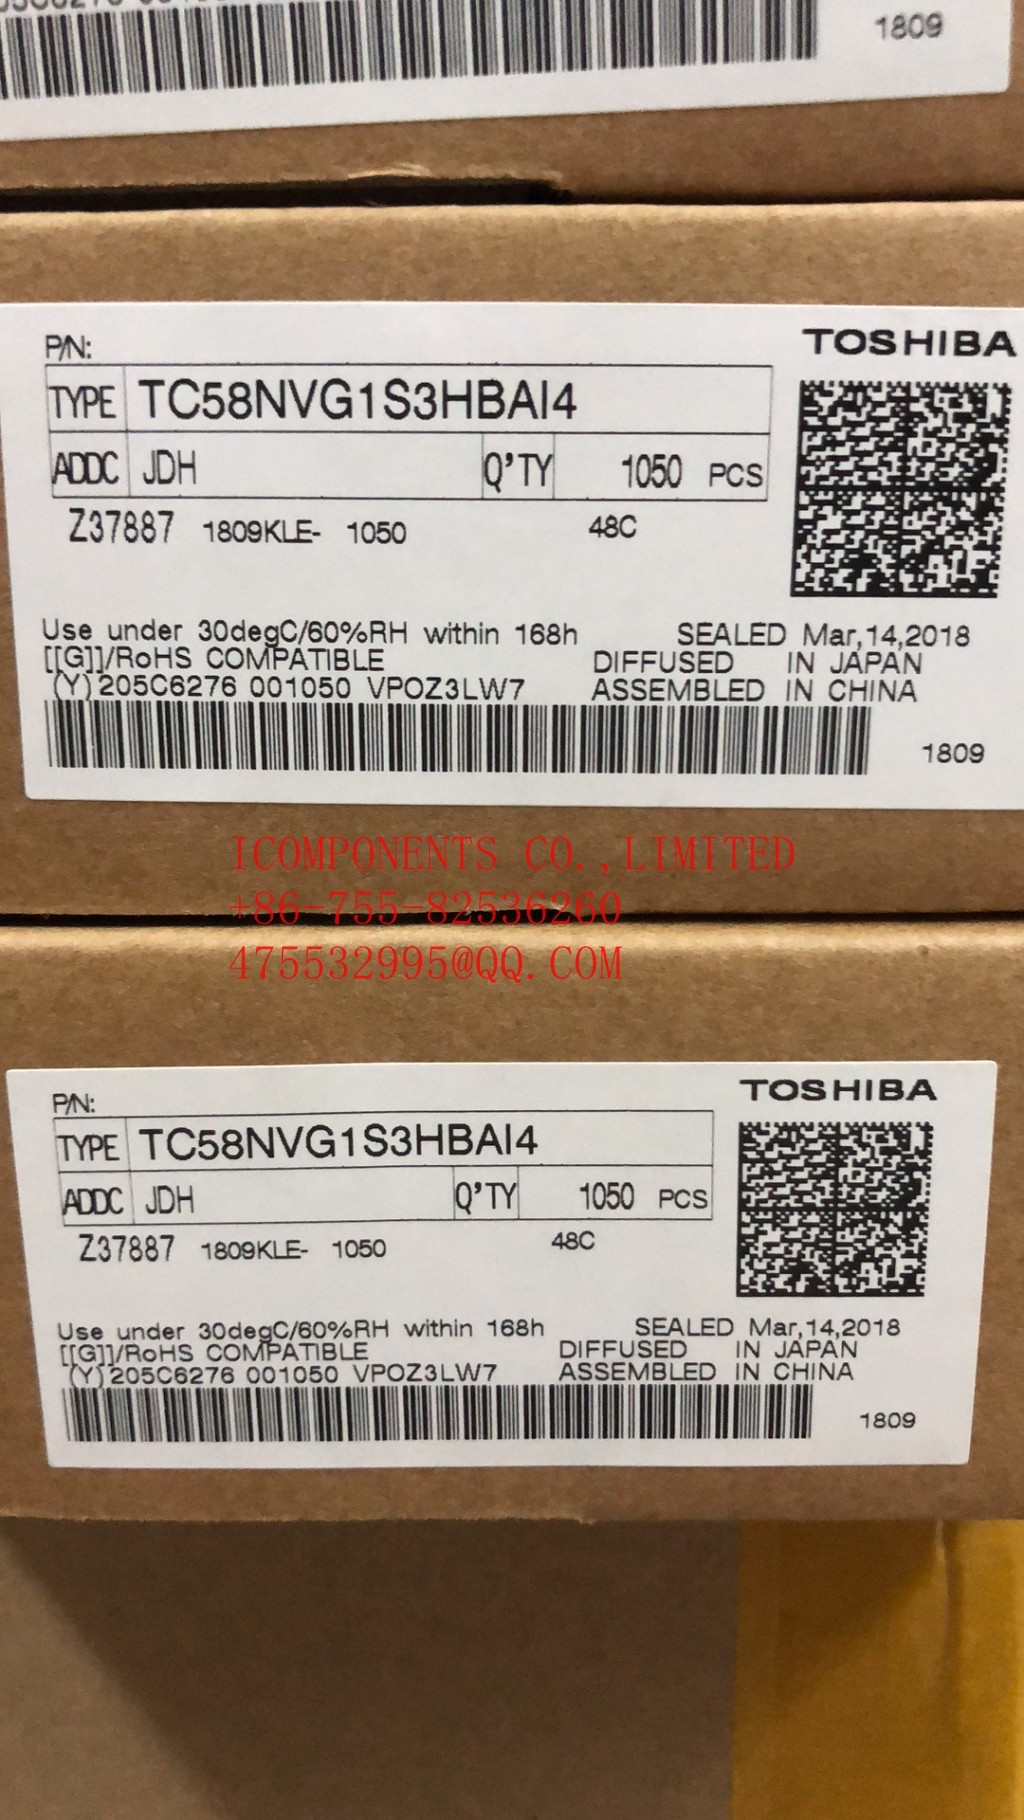 1809
P/N:
TOSHIBA
TYPE TC58NVG1S3HBAI4
ADDC JDH Q'TY 1050 PCS
Z37887 1809KLE- 1050 48C
Use under 30degC/60%RH within 168h SEALED Mar,14,2018
[[G]]/RoHS COMPATIBLE DIFFUSED IN JAPAN
(Y)205C6276 001050 VPOZ3LW7 ASSEMBLED IN CHINA
1809
ICOMPONENTS CO.,LIMITED
+86-755-82536260
475532995@QQ.COM
P/N:
TOSHIBA
TYPE TC58NVG1S3HBAI4
ADDC JDH Q'TY 1050 PCS
Z37887 1809KLE- 1050 48C
Use under 30degC/60%RH within 168h SEALED Mar,14,2018
[[G]]/RoHS COMPATIBLE DIFFUSED IN JAPAN
(Y)205C6276 001050 VPOZ3LW7 ASSEMBLED IN CHINA
1809